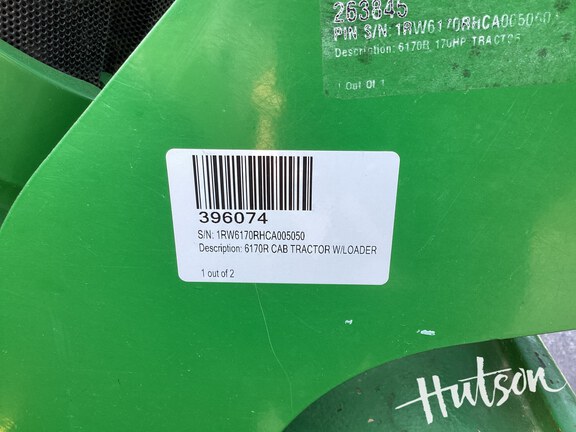 263845
PIN S/N: 1RW6170RHCA005050
Description: 6170R 170HP TRACTOR
1 Out Of 1
396074
S/N: 1RW6170RHCA005050
Description: 6170R CAB TRACTOR W/LOADER
1 out of 2
Hutson